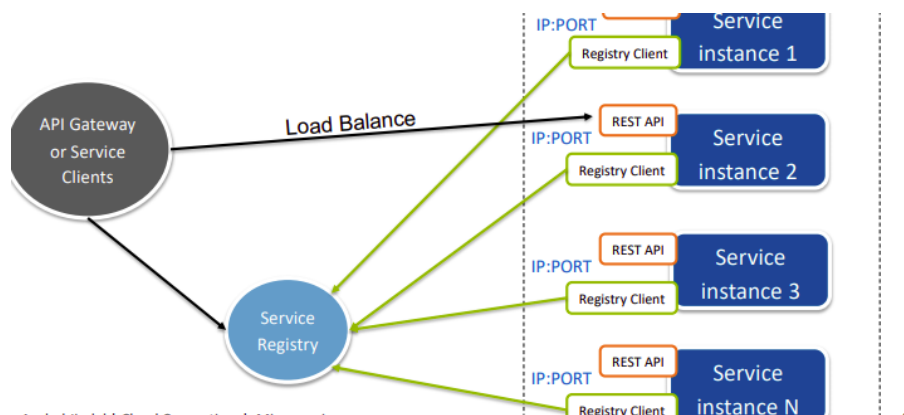 IP:PORT
Service
instance 1
Registry Client
API Gateway
or Service
Clients
Load Balance
REST API
IP:PORT
Service
instance 2
Registry Client
REST API
IP:PORT
Service
instance 3
Registry Client
Service
Registry
REST API
IP:PORT
Service
instance N
Registry Client